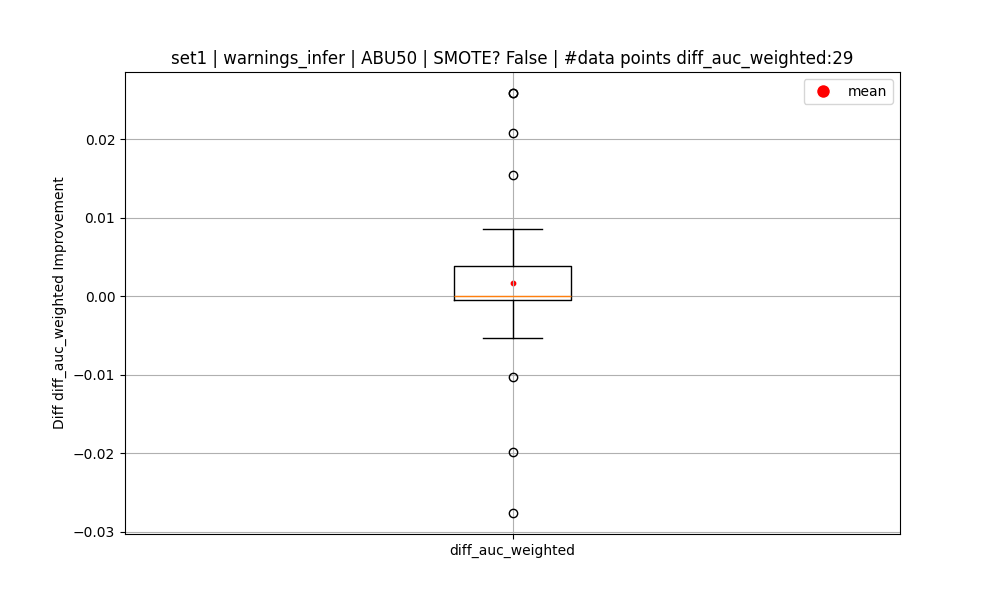 set1 | warnings_infer | ABU50 | SMOTE? False | #data points diff_auc_weighted:29
mean
0.02
0.01
0.00
−0.01
−0.02
−0.03
Diff diff_auc_weighted Improvement
diff_auc_weighted